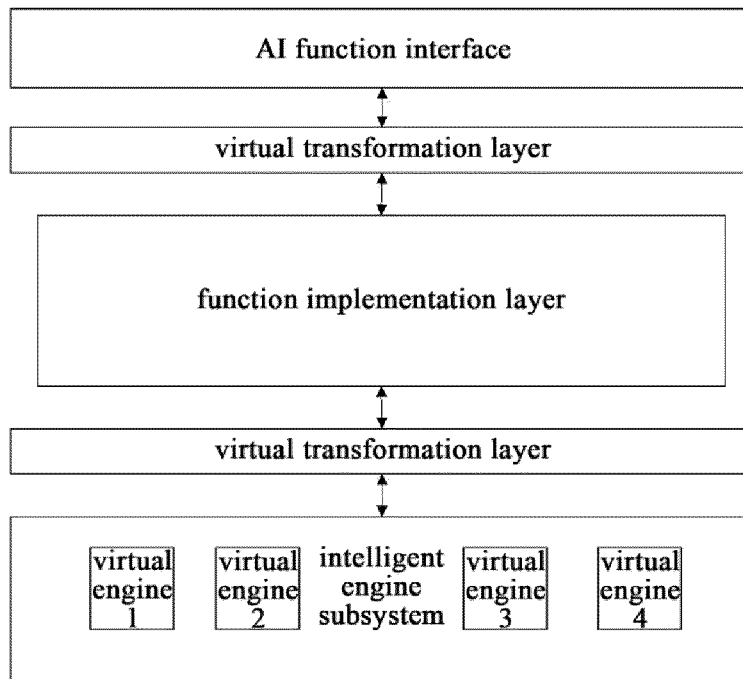 AI function interface
virtual transformation layer
function implementation layer
virtual transformation layer
virtual
engine
1
virtual
engine
2
intelligent
engine
subsystem
virtual
engine
3
virtual
engine
4